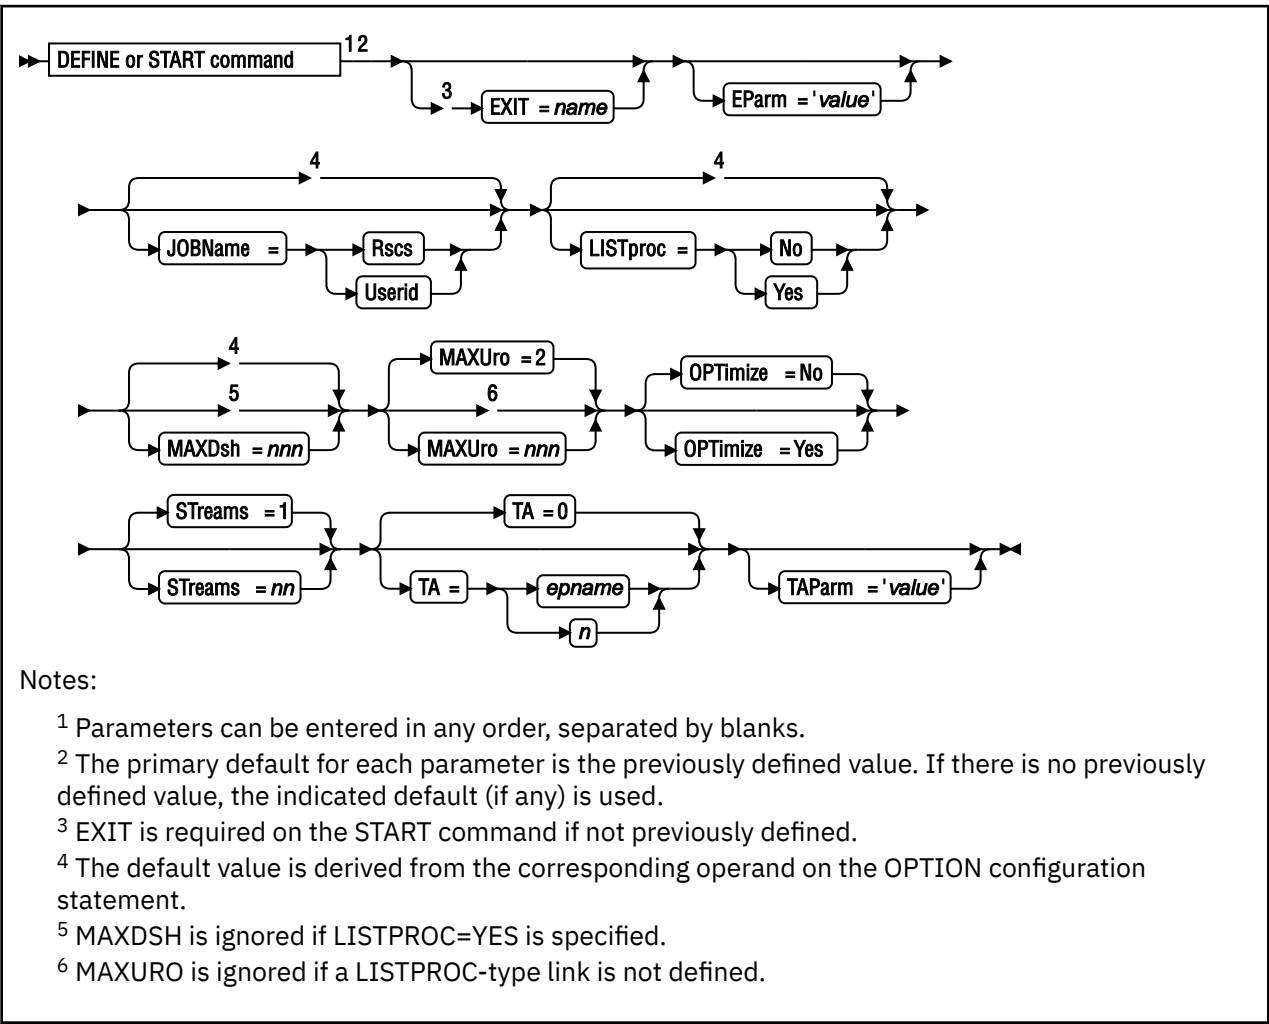 DEFINE or START command 1 2
3 EXIT = name
EParm = 'value'
4 4
JOBName = Rscs LISTproc = No
Userid Yes
4 MAXUro = 2 OPTimize = No
5 6
MAXDsh = nnn MAXUro = nnn OPTimize = Yes
STreams = 1 TA = 0
STreams = nn TA = epname TAParm = 'value'
n
Notes:
1 Parameters can be entered in any order, separated by blanks.
2 The primary default for each parameter is the previously defined value. If there is no previously
defined value, the indicated default (if any) is used.
3 EXIT is required on the START command if not previously defined.
4 The default value is derived from the corresponding operand on the OPTION configuration
statement.
5 MAXDSH is ignored if LISTPROC=YES is specified.
6 MAXURO is ignored if a LISTPROC-type link is not defined.